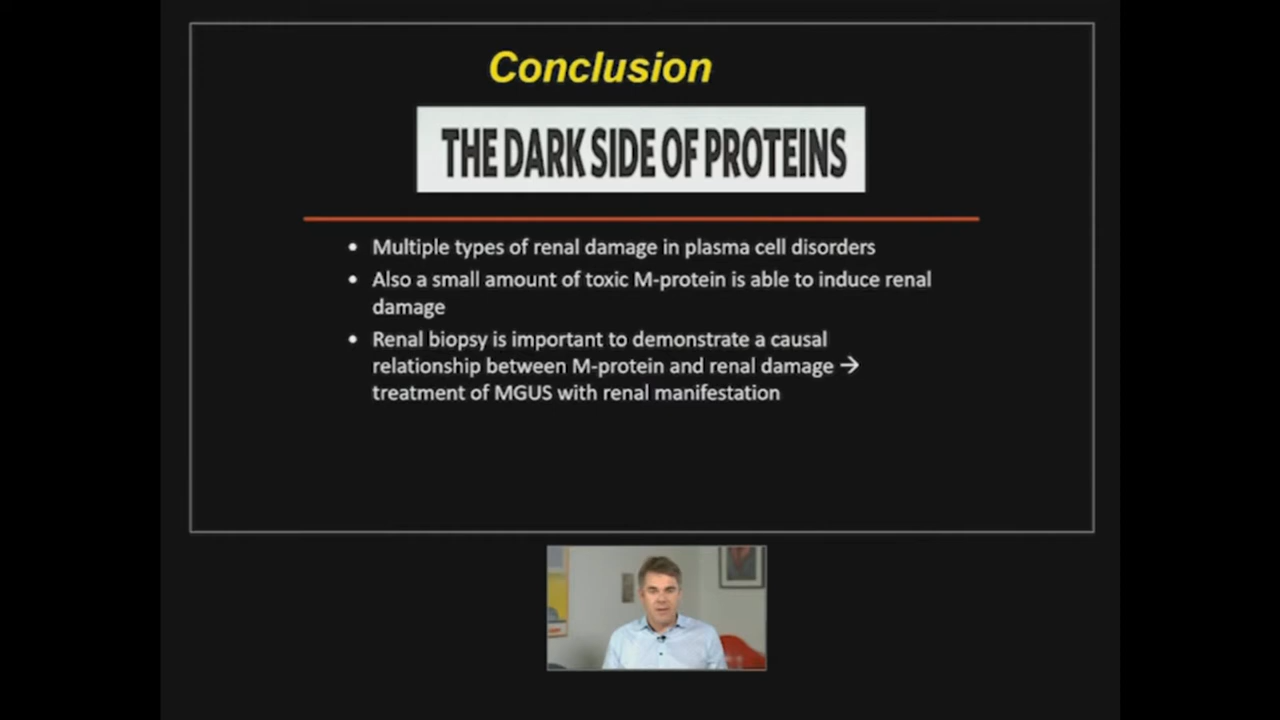 Conclusion
THE DARK SIDE OF PROTEINS
• Multiple types of renal damage in plasma cell disorders
• Also a small amount of toxic M-protein is able to induce renal
damage
• Renal biopsy is important to demonstrate a causal
relationship between M-protein and renal damage →
treatment of MGUS with renal manifestation